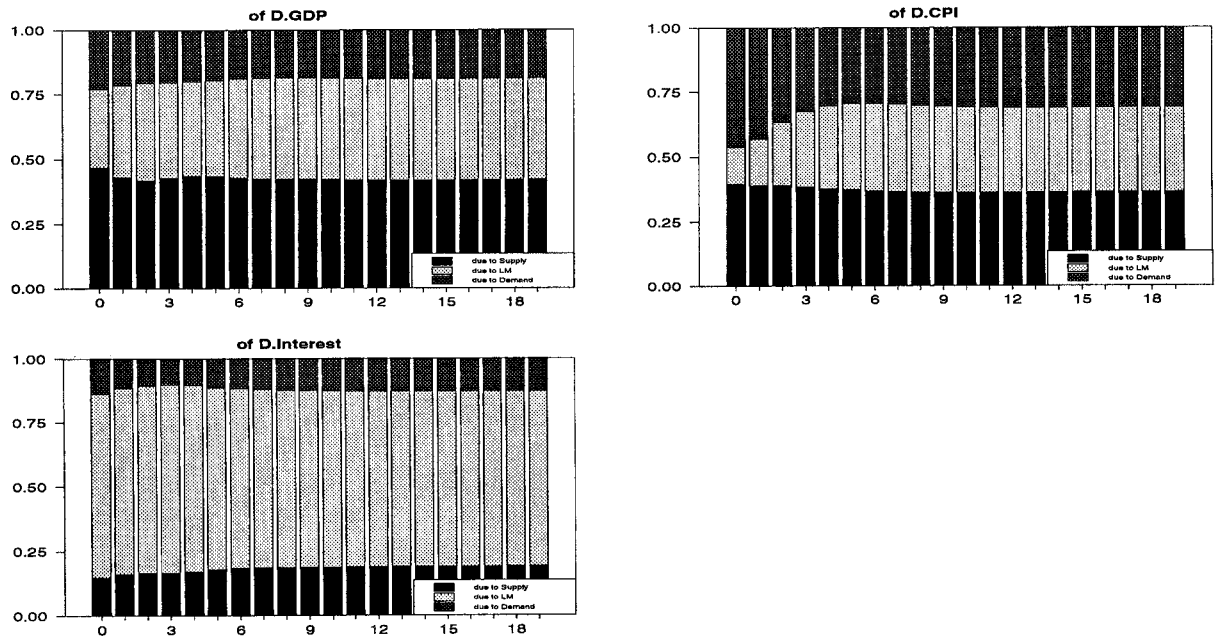 of D.GDP
1.00
0.75
0.50
0.25
0.00
due to Supply
due to LM
due to Demand
0 3 6 9 12 15 18
of D.CPI
1.00
0.75
0.50
0.25
0.00
due to Supply
due to LM
due to Demand
0 3 6 9 12 15 18
of D.Interest
1.00
0.75
0.50
0.25
0.00
due to Supply
due to LM
due to Demand
0 3 6 9 12 15 18